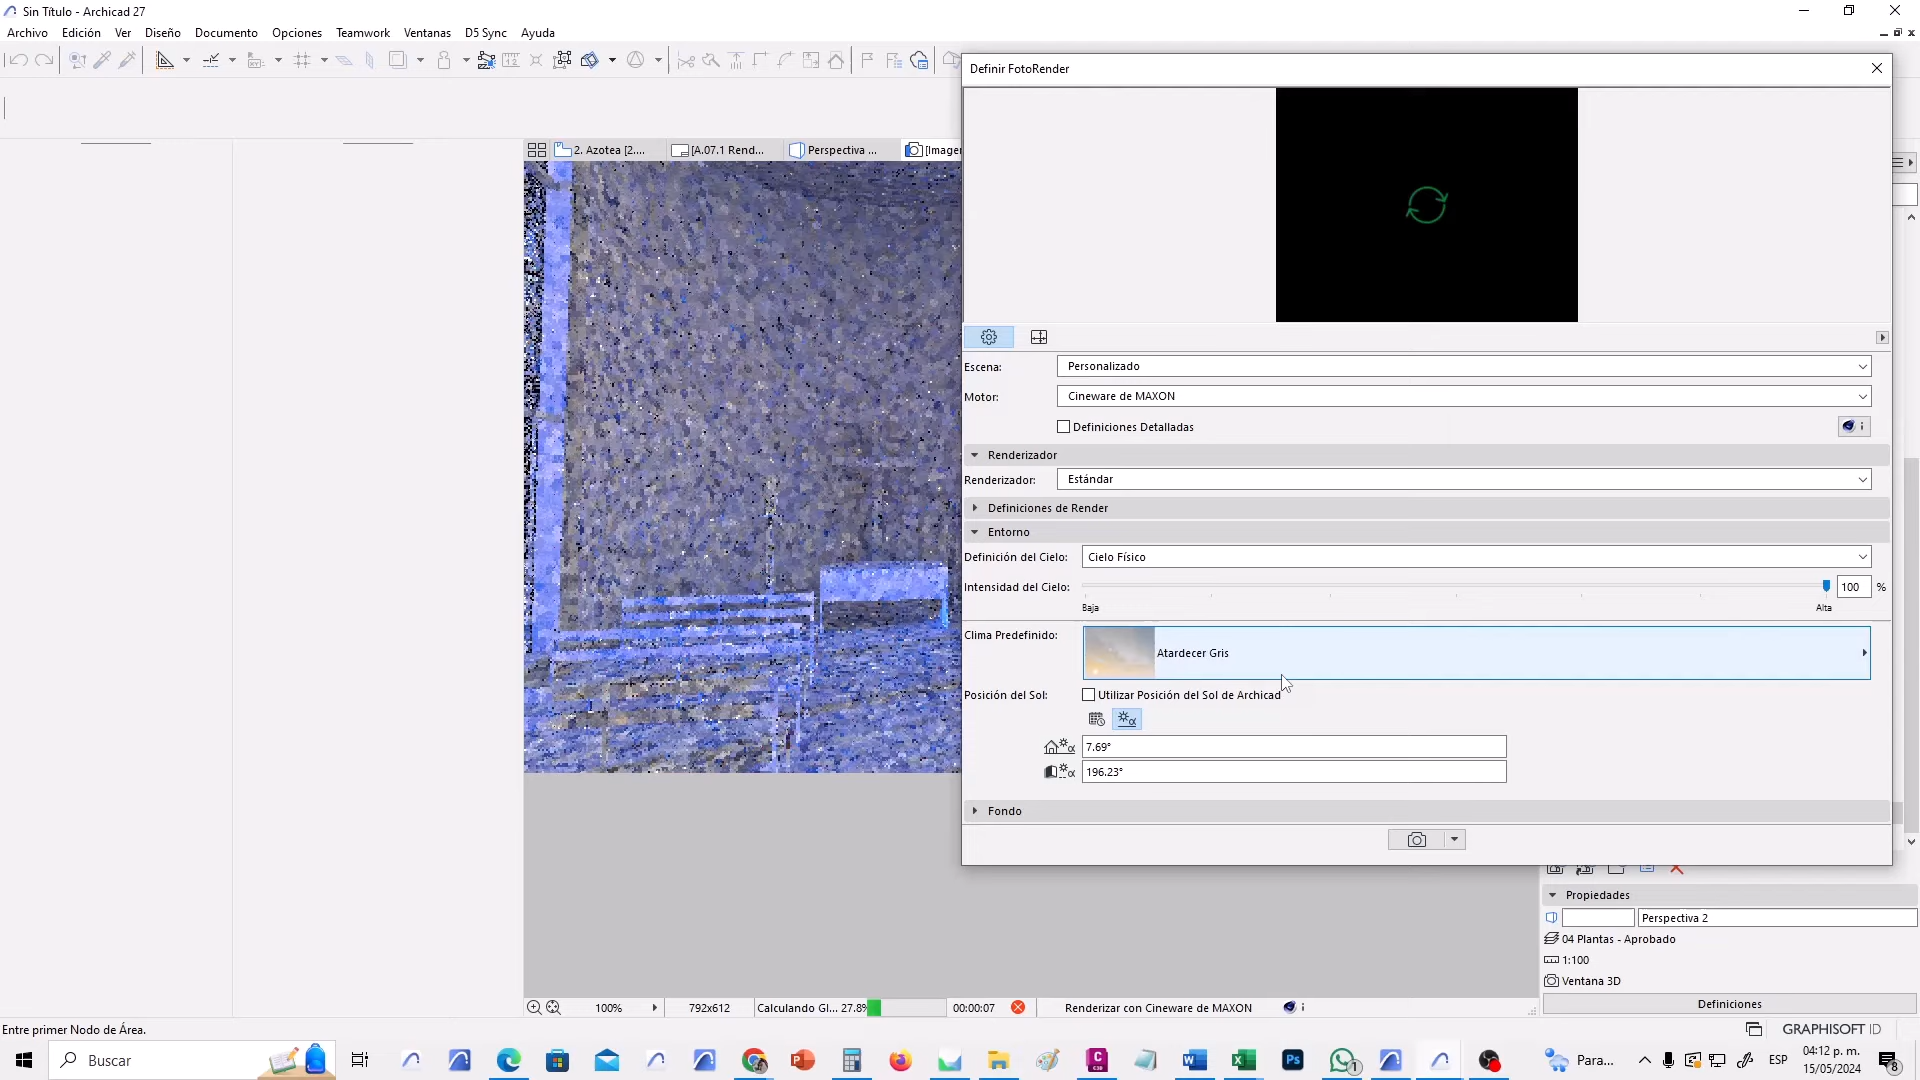 Sin Título - Archicad 27
Archivo Edición Ver Diseño Documento Opciones Teamwork Ventanas D5 Sync Ayuda
Definir FotoRender
2. Azotea [2.... [A.07.1 Rend... Perspectiva ... [Imagen
Escena: Personalizado
Motor: Cineware de MAXON
Definiciones Detalladas
Renderizador
Renderizador: Estándar
Definiciones de Render
Entorno
Definición del Cielo: Cielo Físico
Intensidad del Cielo: 100 %
Baja Alta
Clima Predefinido: Atardecer Gris
Posición del Sol: Utilizar Posición del Sol de Archicad
7.69°
196.23°
Fondo
Propiedades
Perspectiva 2
04 Plantas - Aprobado
1:100
Ventana 3D
Definiciones
100% 792x612 Calculando Gl... 27.8% 00:00:07 Renderizar con Cineware de MAXON i
Entre primer Nodo de Área.
GRAPHISOFT ID
Buscar
Para... ESP 04:12 p. m.
15/05/2024